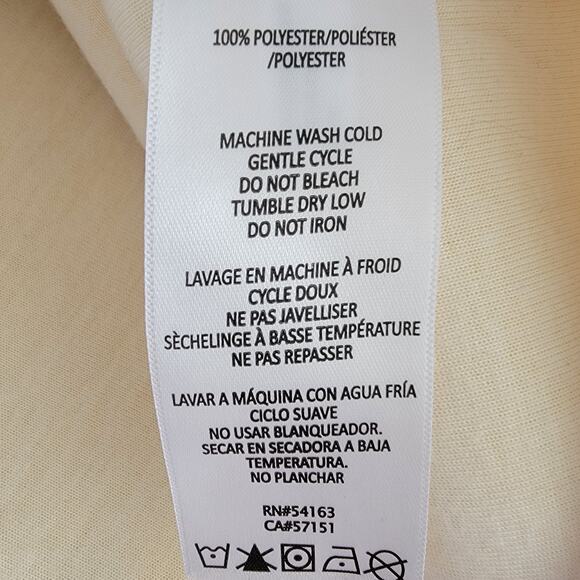 100% POLYESTER/POLIÉSTER
/POLYESTER
MACHINE WASH COLD
GENTLE CYCLE
DO NOT BLEACH
TUMBLE DRY LOW
DO NOT IRON
LAVAGE EN MACHINE À FROID
CYCLE DOUX
NE PAS JAVELLISER
SÈCHELINGE À BASSE TEMPÉRATURE
NE PAS REPASSER
LAVAR A MÁQUINA CON AGUA FRÍA
CICLO SUAVE
NO USAR BLANQUEADOR.
SECAR EN SECADORA A BAJA
TEMPERATURA.
NO PLANCHAR
RN#54163
CA#57151